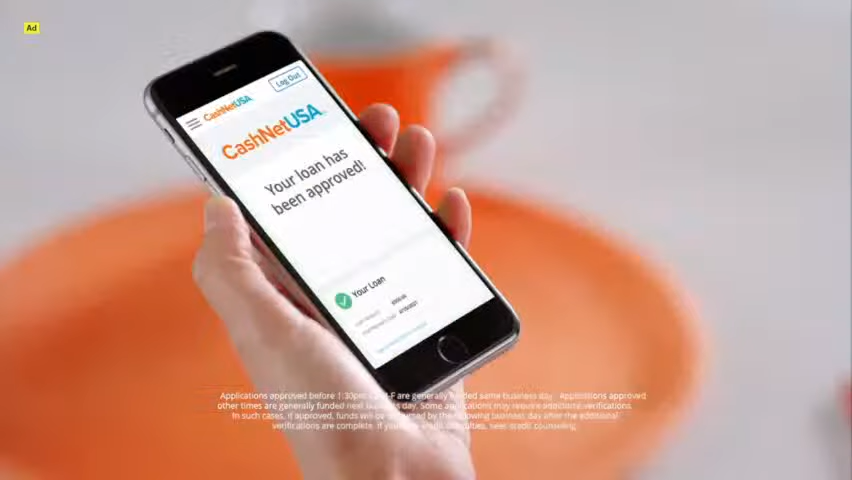 Ad
Log Out
CashNetUSA
CashNetUSA
Your loan has
been approved!
Your Loan
Applications approved before 1:30pm M-F are generally funded same business day. Applications approved
other times are generally funded next business day. Some applications may require additional verifications.
In such cases, if approved, funds will be disbursed by the following business day after the additional
verifications are complete. If you have credit difficulties, seek credit counseling.